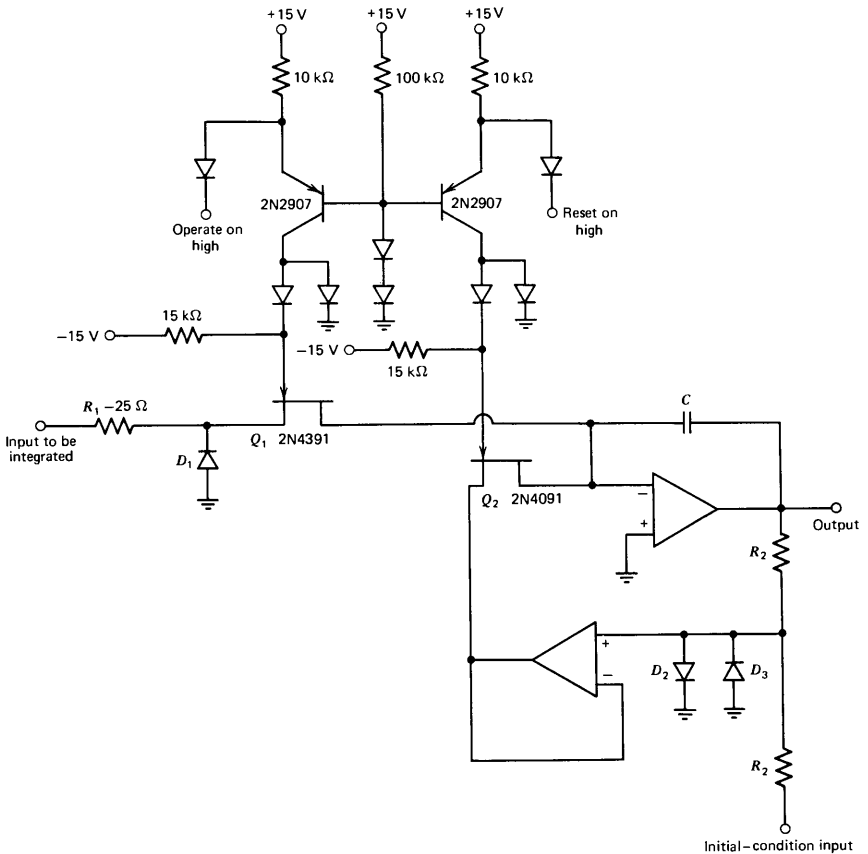 +15 V
+15 V
+15 V
10 kΩ
100 kΩ
10 kΩ
2N2907
2N2907
Operate on
high
Reset on
high
15 kΩ
−15 V
−15 V
15 kΩ
R1 −25 Ω
Input to be
integrated
D1
Q1 2N4391
C
Q2 2N4091
−
+
Output
R2
+
−
D2
D3
R2
Initial−condition input